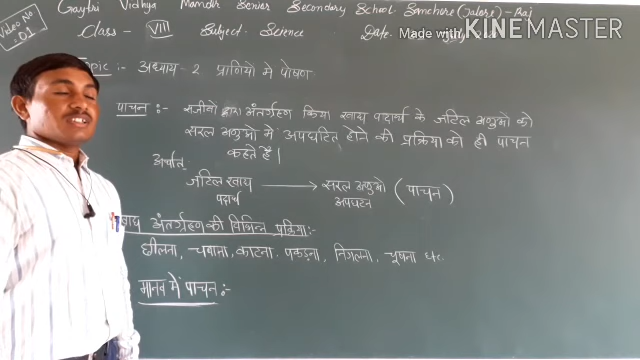 Gaytri Vidhya Mandir Senior Secondary School Sanchore (Jalore) - Raj
Video No - 01
Class - VIII Subject: Science Date
Made with KINEMASTER
Topic :- अध्याय - 2 प्राणियों में पोषण
पाचन :- सजीवों द्वारा अंतर्ग्रहण किया खाद्य पदार्थ के जटिल अणुओं को
सरल अणुओं में अपघटित होने की प्रक्रिया को ही पाचन
कहते हैं।
अर्थात
जटिल खाद्य पदार्थ → सरल अणुओ अपघटन (पाचन)
खाद्य अंतर्ग्रहण की विभिन्न प्रक्रिया :-
छीलना, चबाना, काटना, पकड़ना, निगलना, चूषना etc.
मानव में पाचन :-